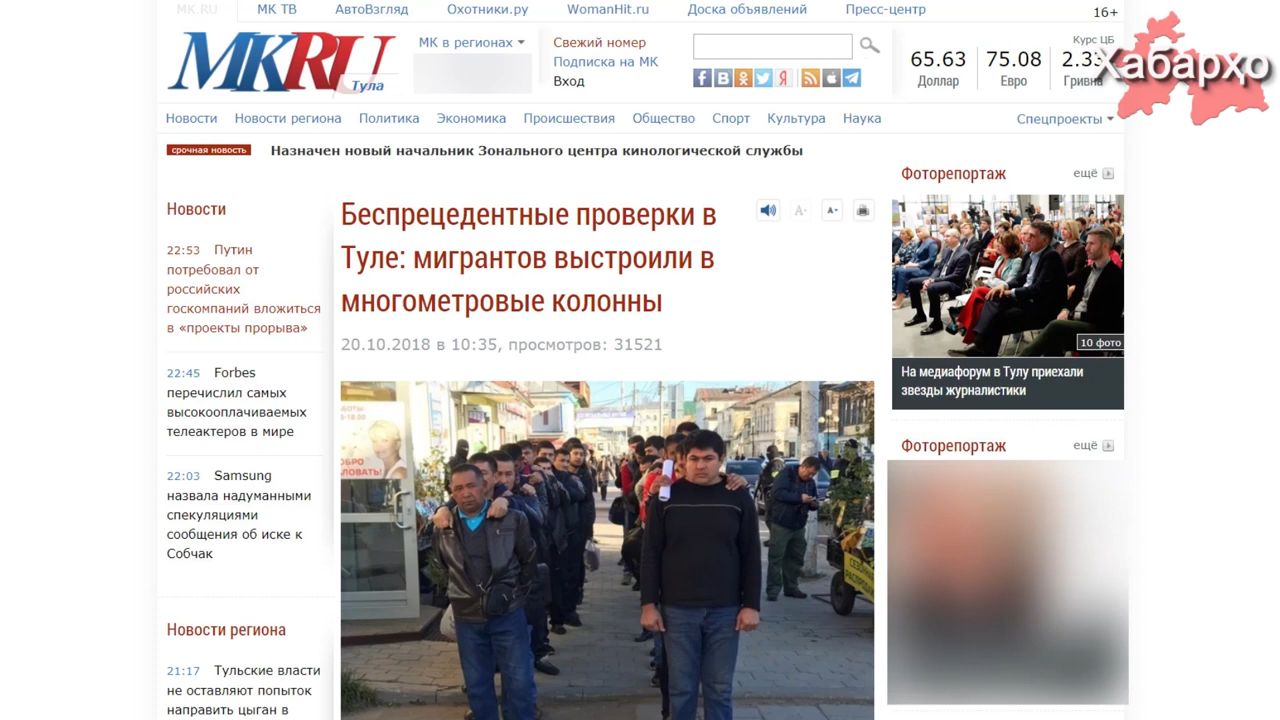 MK.RU
МК ТВ
АвтоВзгляд
Охотники.ру
WomanHit.ru
Доска объявлений
Пресс-центр
16+
MKRU
Тула
МК в регионах
Свежий номер
Подписка на МК
Вход
Курс ЦБ
65.63
Доллар
75.08
Евро
2.33
Гривна
Хабарҳо
Новости
Новости региона
Политика
Экономика
Происшествия
Общество
Спорт
Культура
Наука
Спецпроекты
срочная новость
Назначен новый начальник Зонального центра кинологической службы
Новости
22:53 Путин
потребовал от
российских
госкомпаний вложиться
в «проекты прорыва»
22:45 Forbes
перечислил самых
высокооплачиваемых
телеактеров в мире
22:03 Samsung
назвала надуманными
спекуляциями
сообщения об иске к
Собчак
Новости региона
21:17 Тульские власти
не оставляют попыток
направить цыган в
Беспрецедентные проверки в
Туле: мигрантов выстроили в
многометровые колонны
A-
A+
20.10.2018 в 10:35, просмотров: 31521
Фоторепортаж
ещё
10 фото
На медиафорум в Тулу приехали
звезды журналистики
Фоторепортаж
ещё